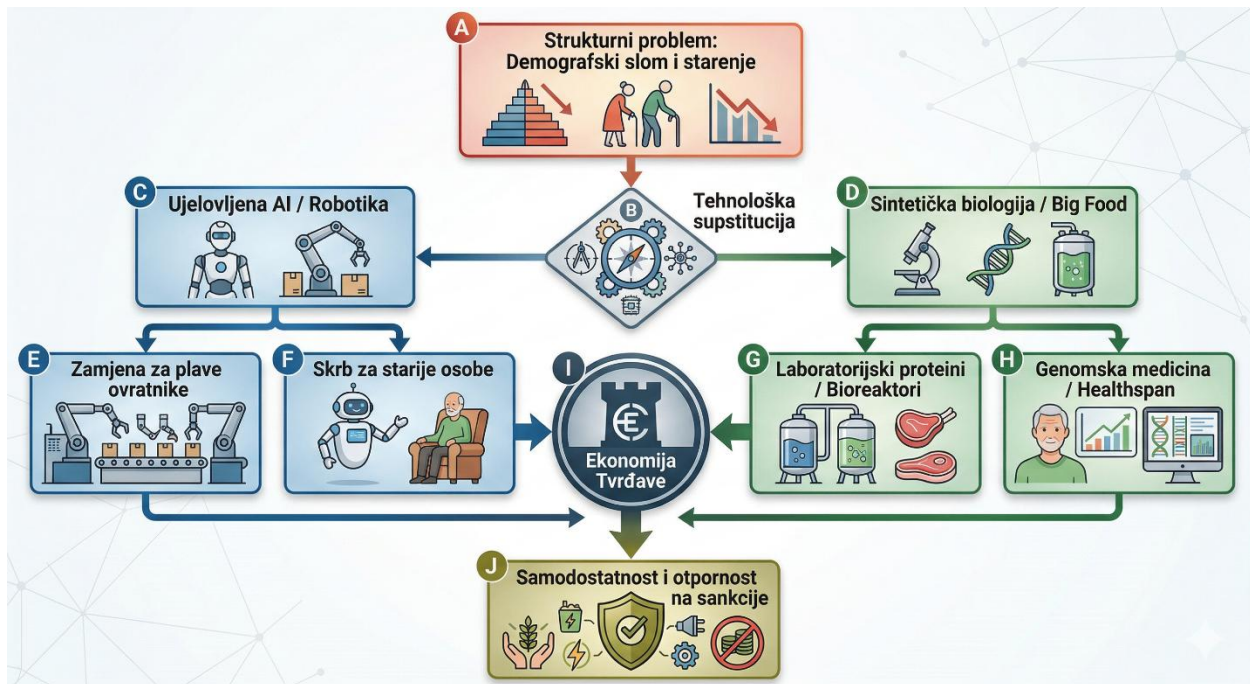 A
Strukturni problem:
Demografski slom i starenje
B
Tehnološka
supstitucija
C
Ujelovljena AI / Robotika
D
Sintetička biologija / Big Food
E
Zamjena za plave
ovratnike
F
Skrb za starije osobe
G
Laboratorijski proteini
/ Bioreaktori
H
Genomska medicina
/ Healthspan
I
E
Ekonomija
Tvrđave
J
Samodostatnost i otpornost
na sankcije